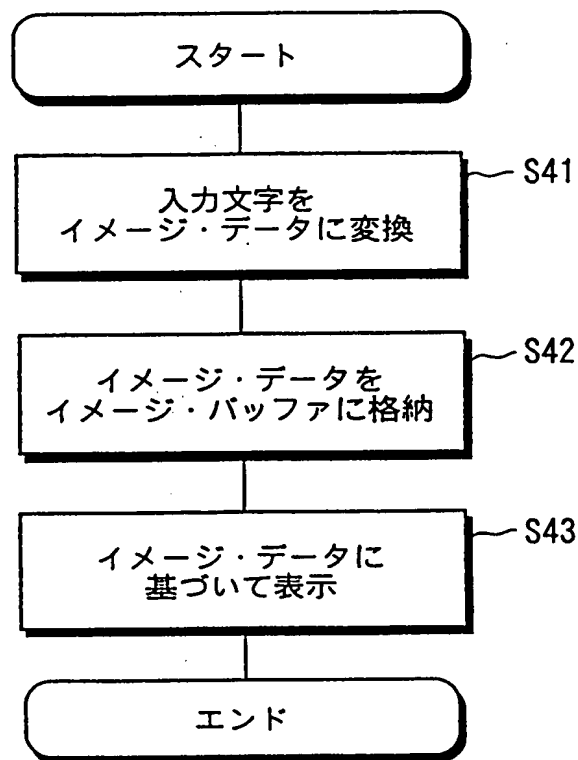 スタート
S41
入力文字を
イメージ・データに変換
S42
イメージ・データを
イメージ・バッファに格納
S43
イメージ・データに
基づいて表示
エンド